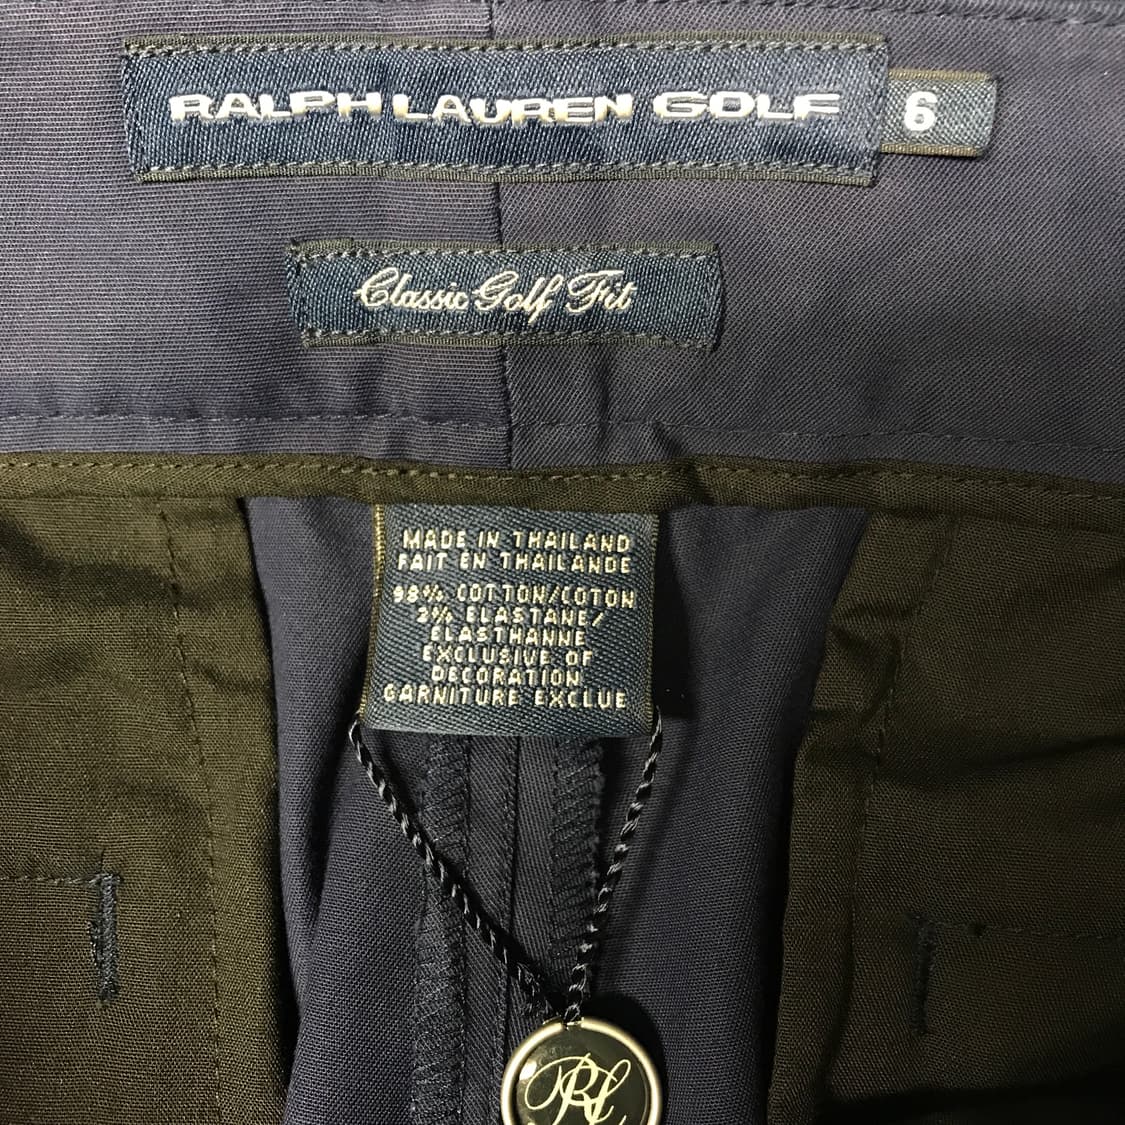 RALPH LAUREN GOLF 6
Classic Golf Fit
MADE IN THAILAND
FAIT EN THAILANDE
98% COTTON/COTON
2% ELASTANE/
ELASTHANNE
EXCLUSIVE OF
DECORATION
GARNITURE EXCLUE
RL